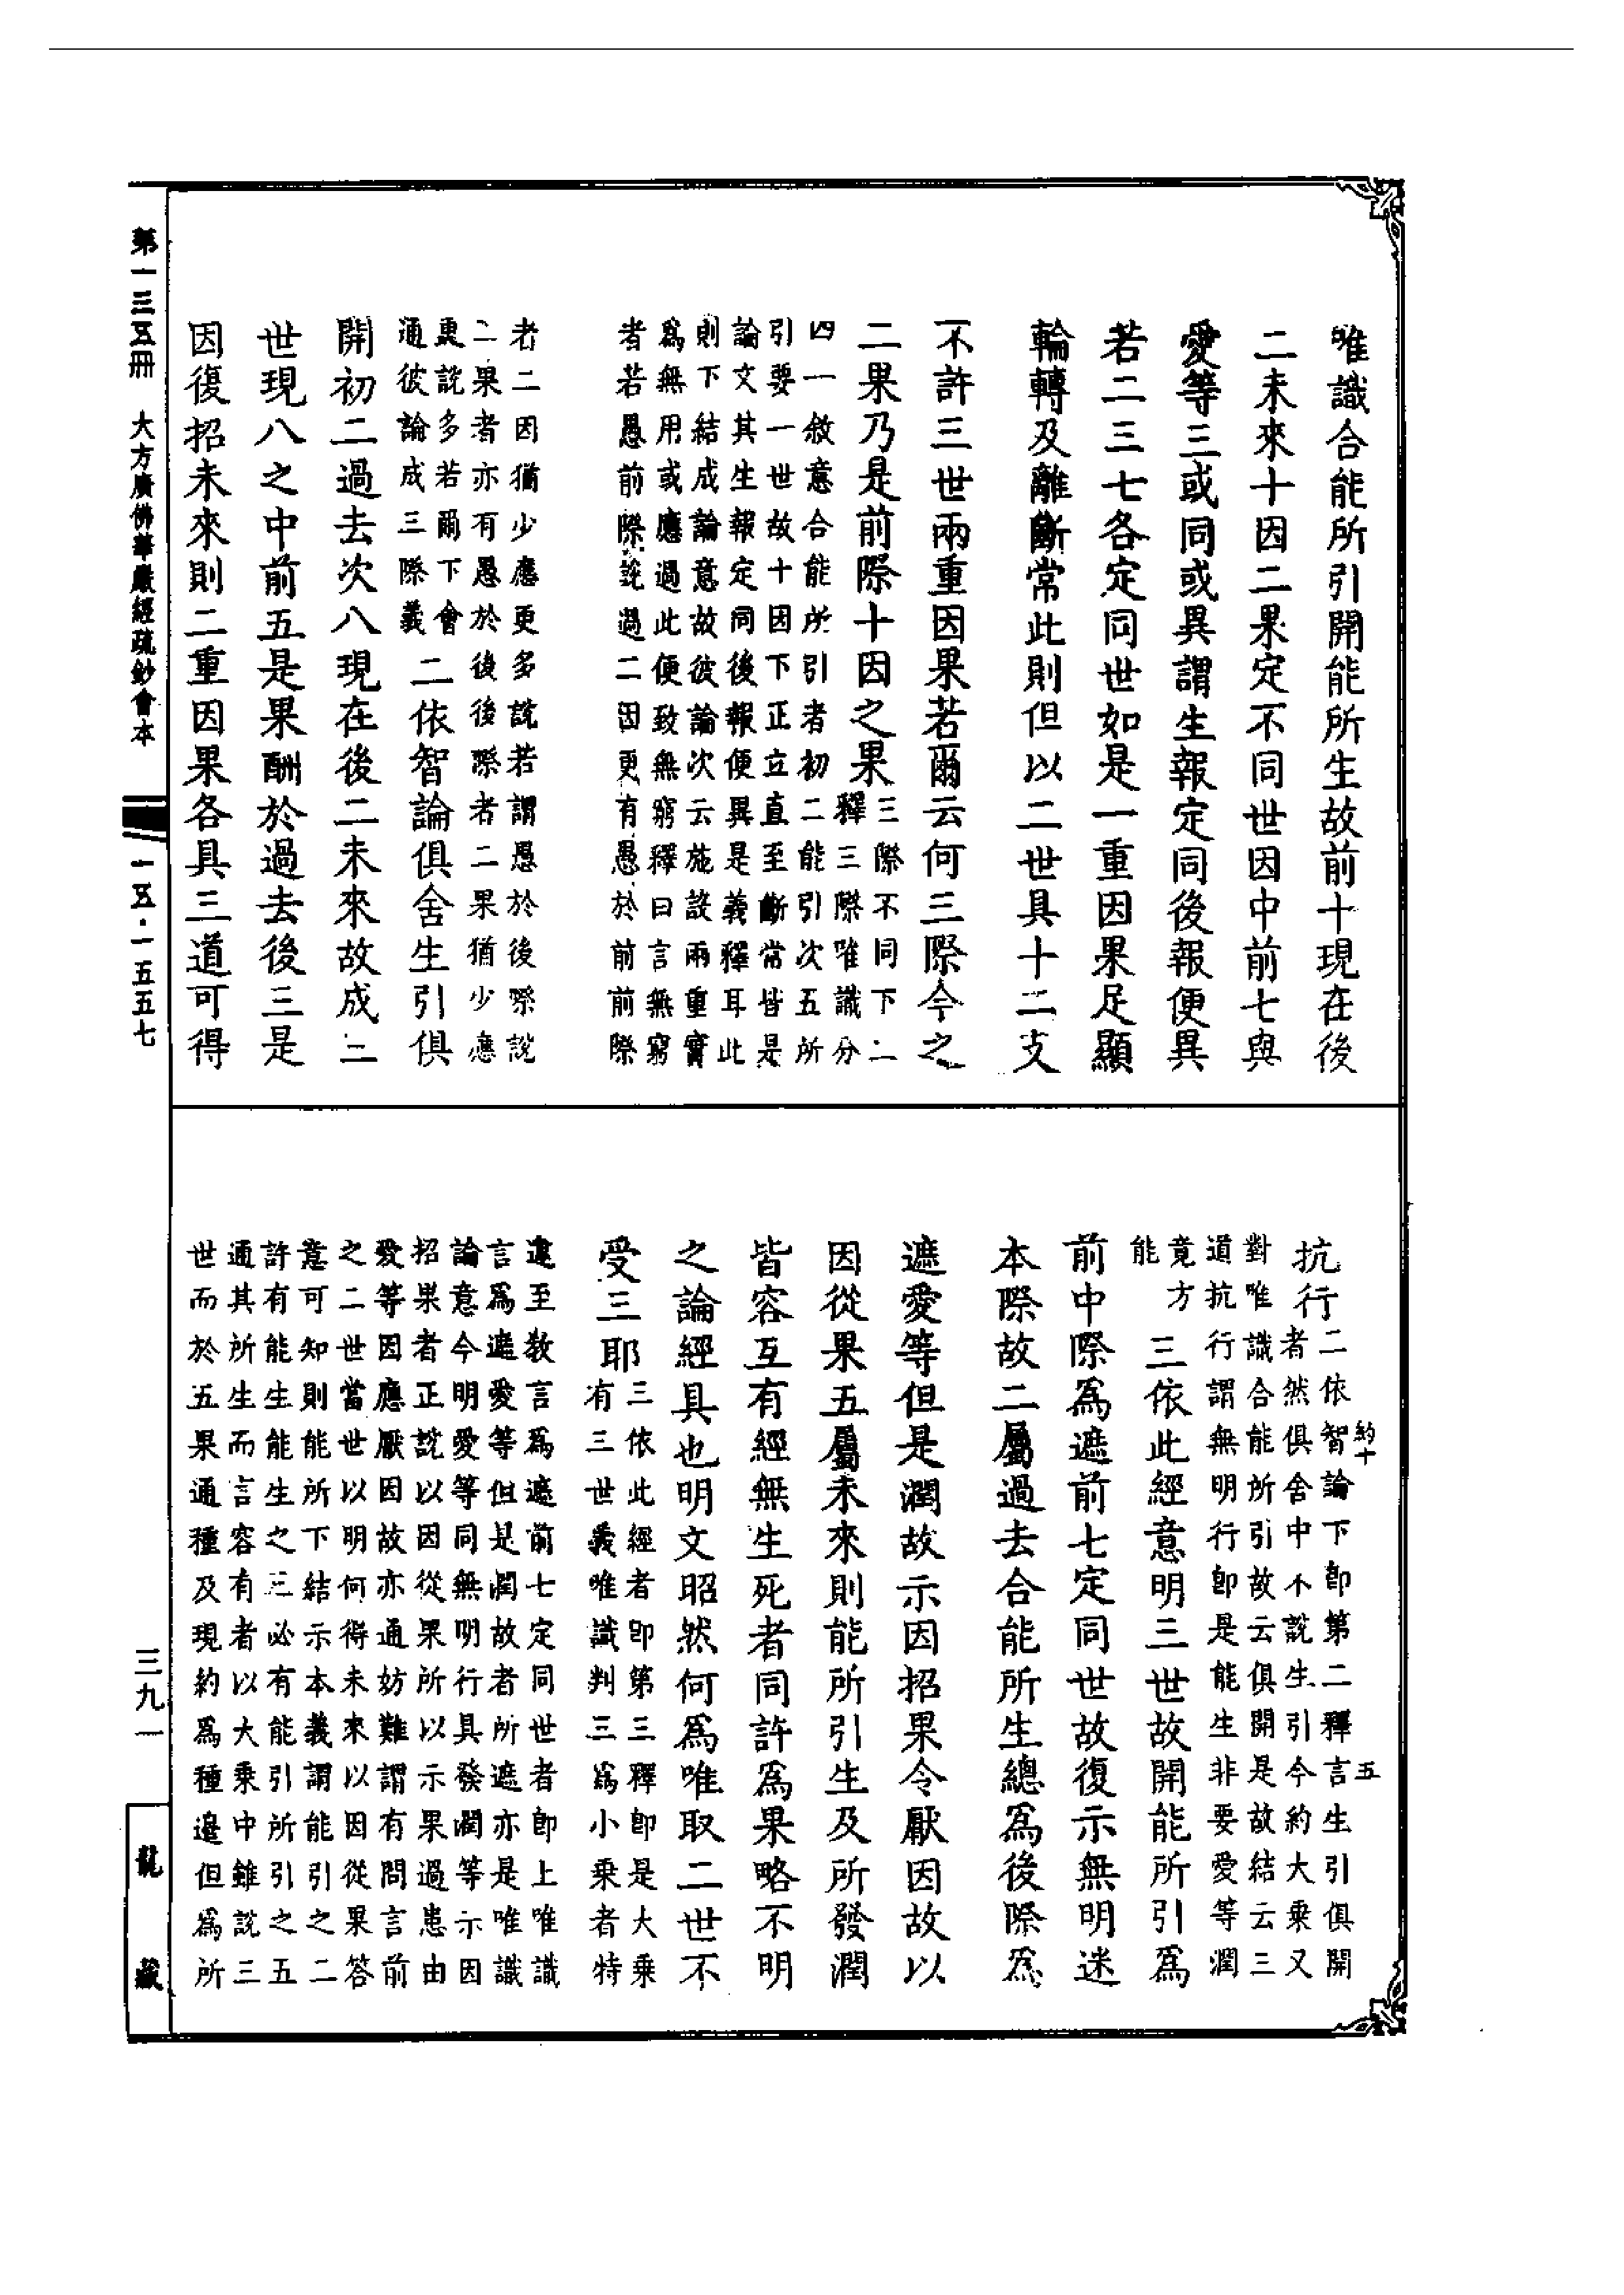 唯識合能所引開能所生故前十現在後
二未來十因二果定不同世因中前七與
愛等三或同或異謂生報定同後報便異
若二三七各定同世如是一重因果足顯
輪轉及離斷常此則但以二世具十二支
不許三世兩重因果若爾云何三際今之
二果乃是前際十因之果
三際不同下二
釋三際唯識分
四一敘意合能所引者初二能引次五所
引要一世故十因下正立直至斷常皆是
論文其生報定同後報便異是義釋耳此
則下結成論意故彼論次云施設兩重實
爲無用或應過此便致無窮釋曰言無窮
者若愚前際說過二因更有愚於前前際
者二因猶少應更多說若謂愚於後際說
二果者亦有愚於後後際者二果猶少應
更說多若爾下會
通彼論成三際義
二依智論俱舍生引俱
開初二過去次八現在後二未來故成三
世現八之中前五是果酬於過去後三是
因復招未來則二重因果各具三道可得
抗行
二依智論下卽第二釋言生引俱開
者然俱舍中不說生引今約大乘又
對唯識合能所引故云俱開是故結云三
道抗行謂無明行卽是能生非要愛等潤
竟方
能
三依此經意明三世故開能所引爲
前中際爲遮前七定同世故復示無明迷
本際故二屬過去合能所生總爲後際爲
遮愛等但是潤故示因招果令厭因故以
因從果五屬未來則能所引生及所發潤
皆容互有經無生死者同許爲果略不明
之論經具也明文昭然何爲唯取二世不
受三耶
三依此經者卽第三釋卽是大乘
有三世義唯識判三爲小乘者特
違至教言爲遮前七定同世者卽上唯識
言爲遮愛等但是潤故者所遮亦是唯識
論意今明愛等同無明行具發潤等示因
招果者正說以因從果所以示果過患由
愛等因應厭因故亦通妨難謂有問言前
之二世當世以明何得未來以因從果答
意可知則能所下結示本義謂能引之二
許有能生能生之三必有能引所引之五
通其所生而言容有者以大乘中雖說三
世而於五果通種及現約爲種邊但爲所
約十
五
第一三五冊　大方廣佛華嚴經疏鈔會本
一五·一五五七
三九一
龍藏